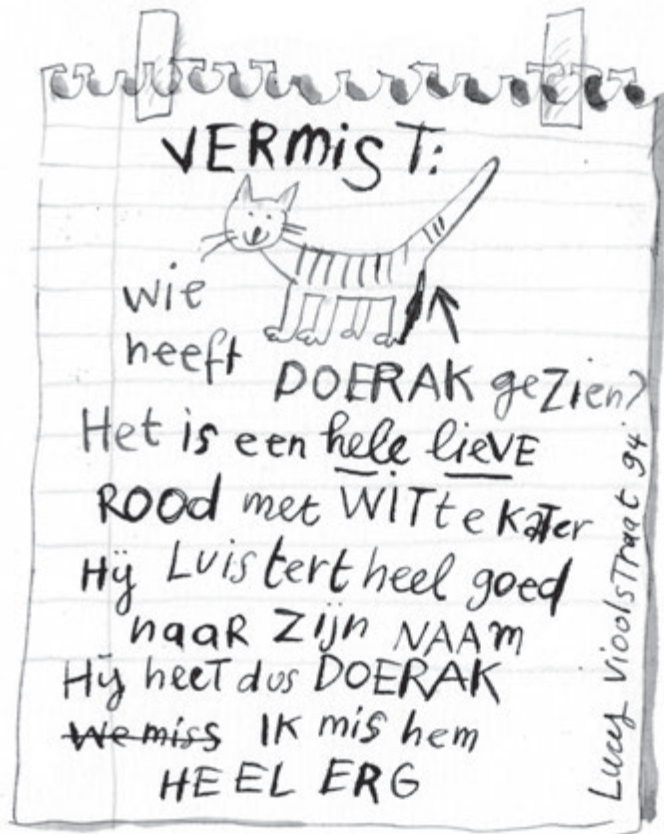 VERMiST:
wie
heeft
DOERAK gezien?
Het is een hele lieVE
ROOd met WITte KaTer
Hij Luistert heel goed
naaR Zijn NAAm
Hij heeT dus DOERAK
We miss IK mis hem
HEEL ERG
Lucy VioolsTraat 94